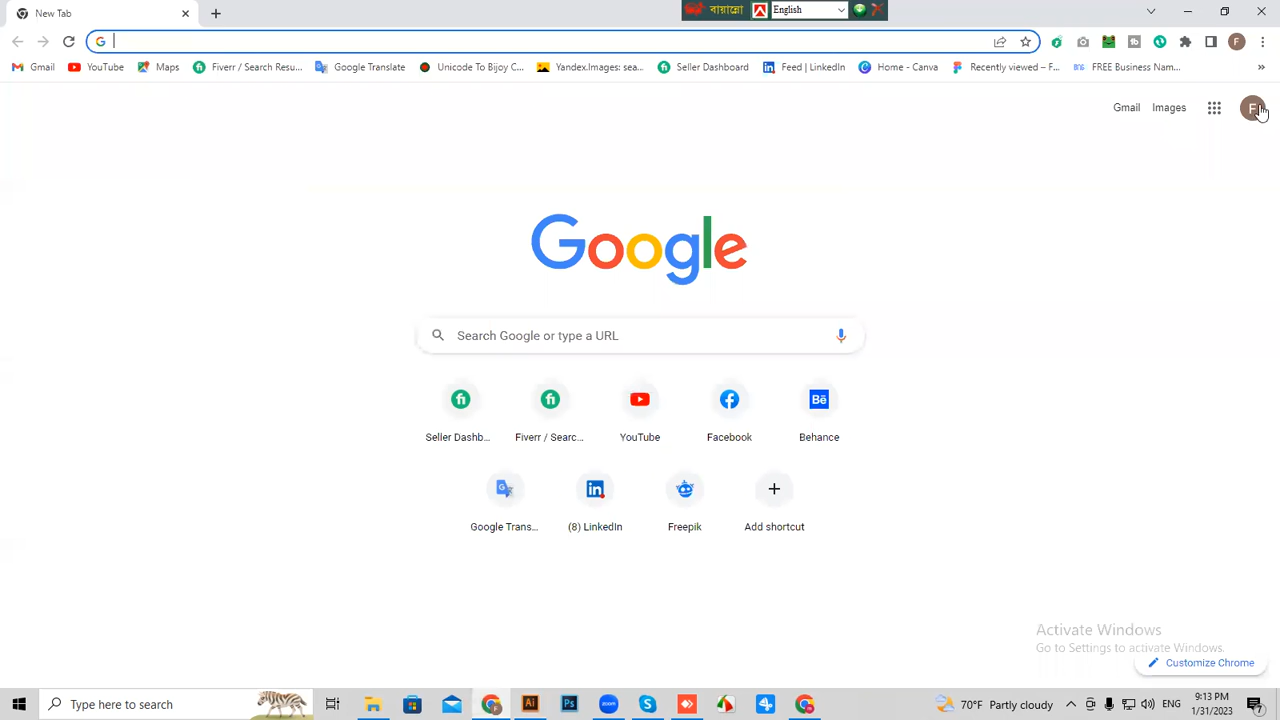 New Tab
বায়ান্নো
English
G
F
Gmail
YouTube
Maps
Fiverr / Search Resu...
Google Translate
Unicode To Bijoy C...
Yandex.Images: sea...
Seller Dashboard
Feed | LinkedIn
Home - Canva
Recently viewed – F...
FREE Business Nam...
»
Gmail
Images
F
Google
Search Google or type a URL
Seller Dashb...
Fiverr / Searc...
YouTube
Facebook
Behance
Google Trans...
(8) LinkedIn
Freepik
Add shortcut
Activate Windows
Go to Settings to activate Windows.
Customize Chrome
Type here to search
70°F Partly cloudy
ENG
9:13 PM
1/31/2023